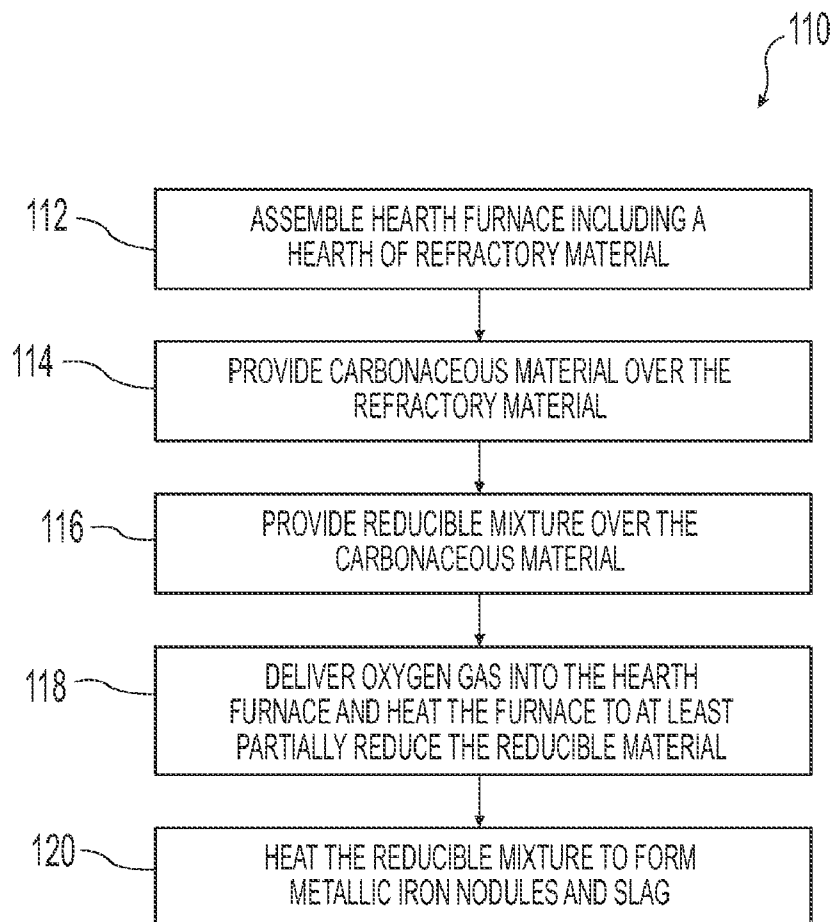 110
112
ASSEMBLE HEARTH FURNACE INCLUDING A
HEARTH OF REFRACTORY MATERIAL
114
PROVIDE CARBONACEOUS MATERIAL OVER THE
REFRACTORY MATERIAL
116
PROVIDE REDUCIBLE MIXTURE OVER THE
CARBONACEOUS MATERIAL
118
DELIVER OXYGEN GAS INTO THE HEARTH
FURNACE AND HEAT THE FURNACE TO AT LEAST
PARTIALLY REDUCE THE REDUCIBLE MATERIAL
120
HEAT THE REDUCIBLE MIXTURE TO FORM
METALLIC IRON NODULES AND SLAG